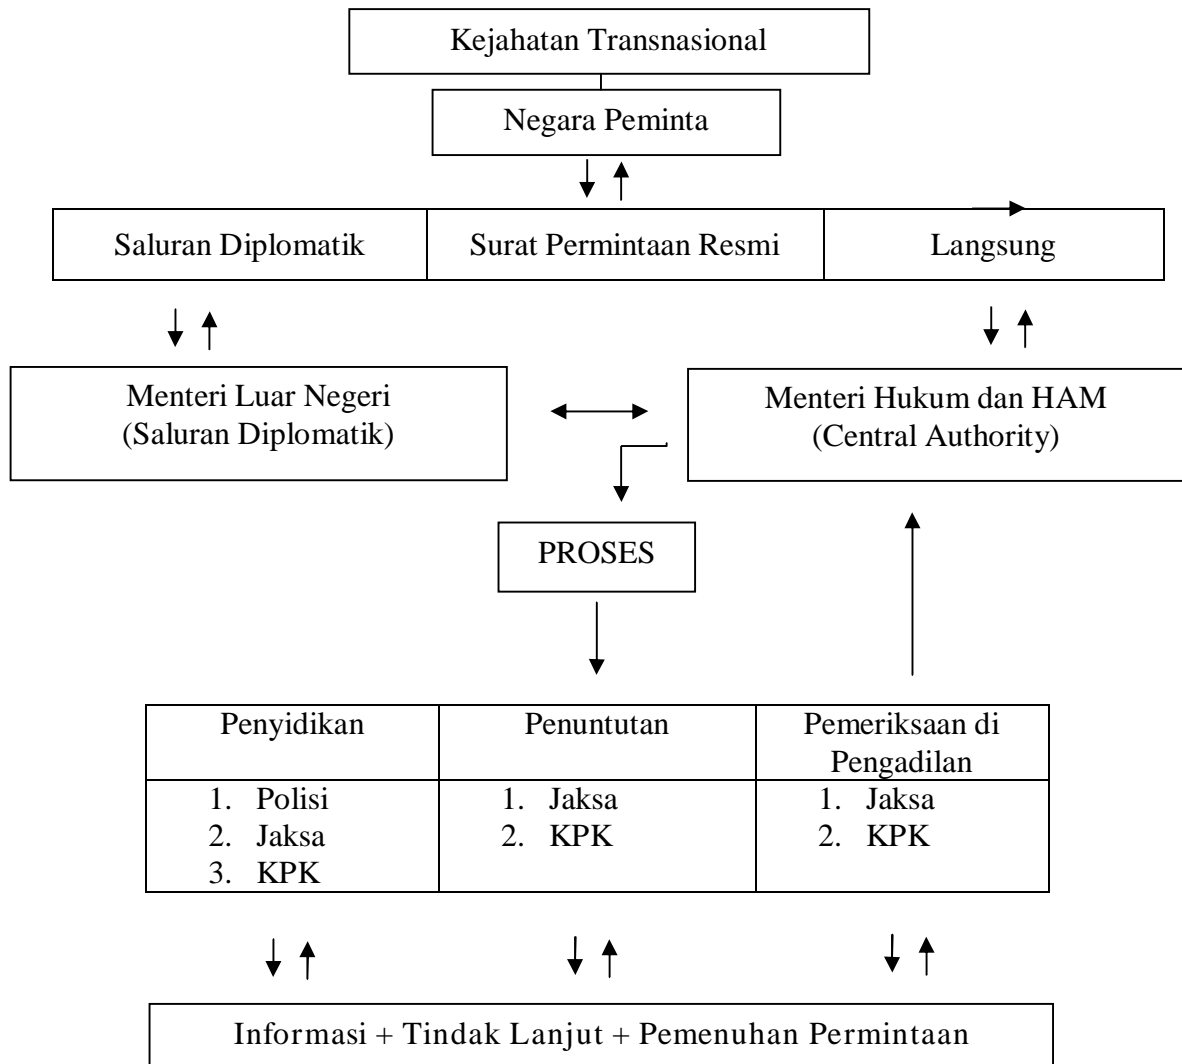 Kejahatan Transnasional
Negara Peminta
Saluran Diplomatik
Surat Permintaan Resmi
Langsung
Menteri Luar Negeri
(Saluran Diplomatik)
Menteri Hukum dan HAM
(Central Authority)
PROSES
Penyidikan
Penuntutan
Pemeriksaan di
Pengadilan
1. Polisi
2. Jaksa
3. KPK
1. Jaksa
2. KPK
1. Jaksa
2. KPK
Informasi + Tindak Lanjut + Pemenuhan Permintaan